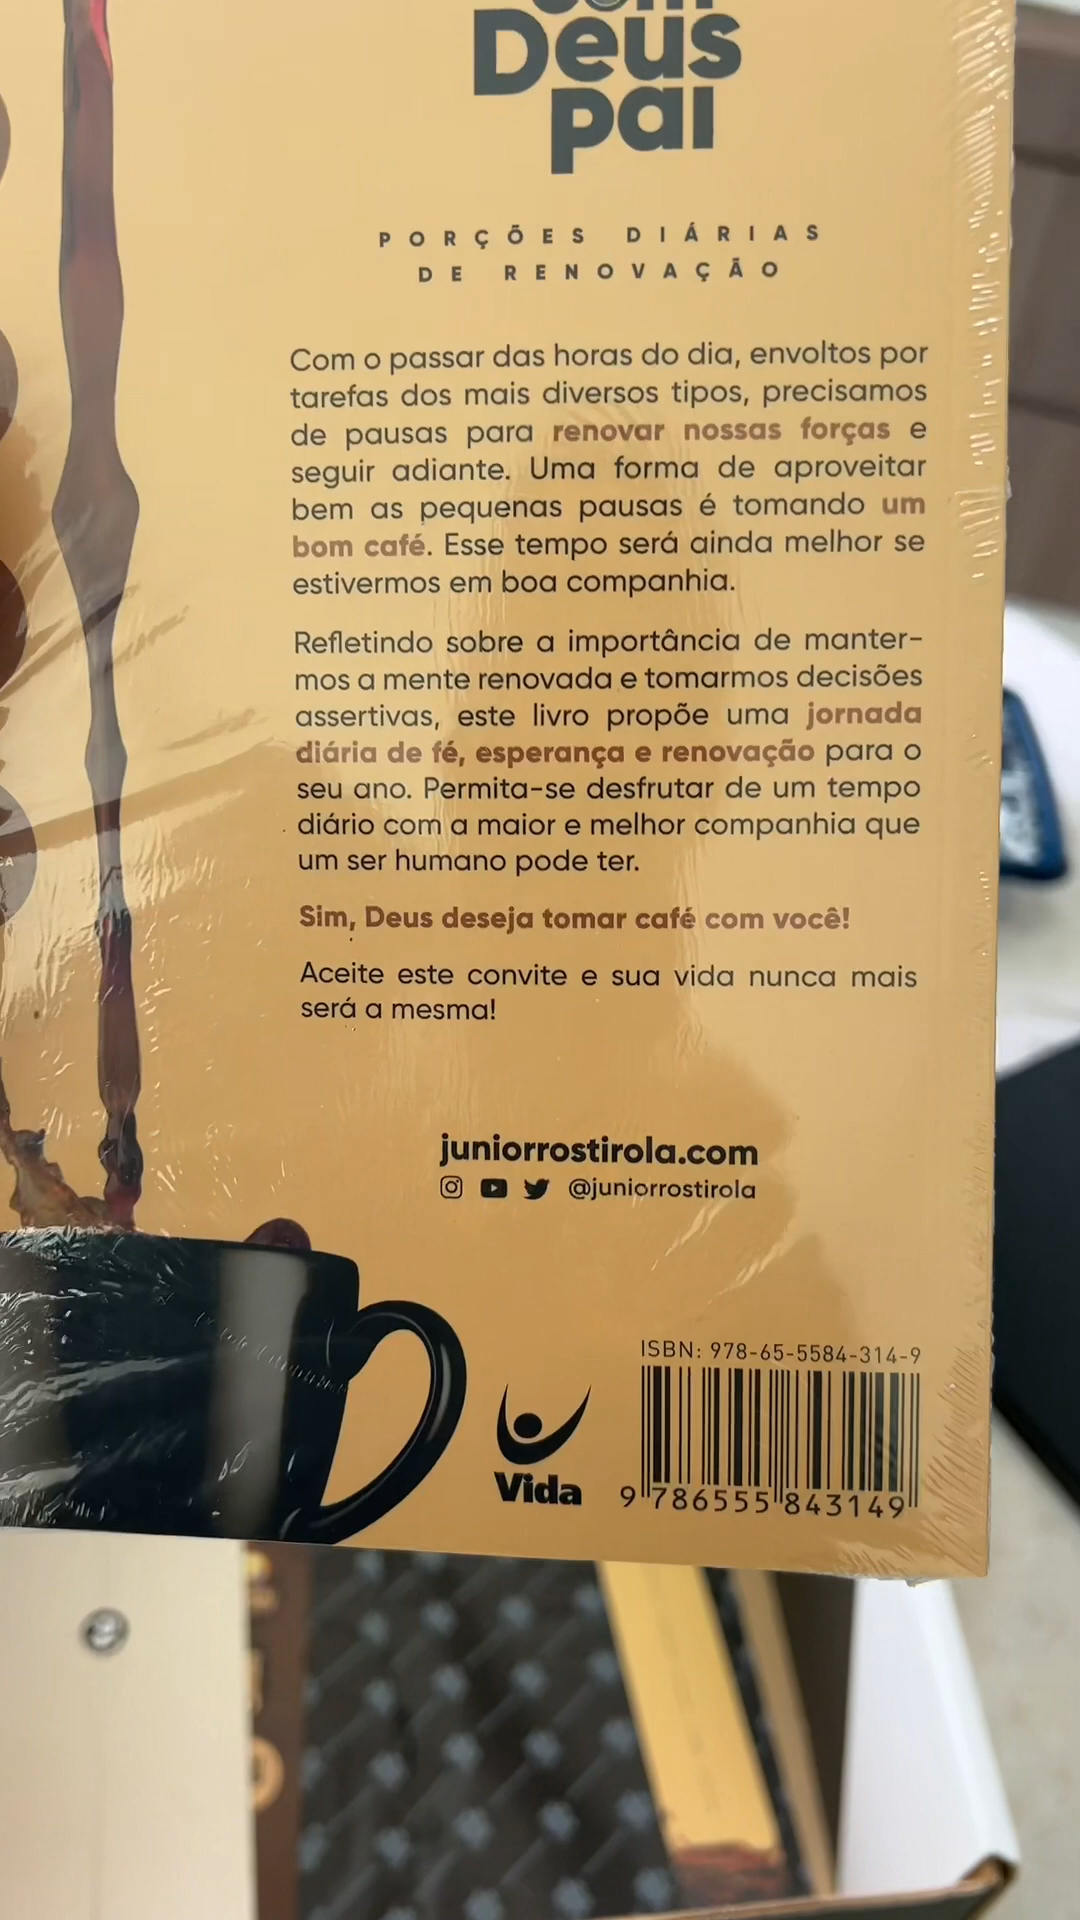 com
Deus
pai
PORÇÕES DIÁRIAS
DE RENOVAÇÃO
Com o passar das horas do dia, envoltos por
tarefas dos mais diversos tipos, precisamos
de pausas para renovar nossas forças e
seguir adiante. Uma forma de aproveitar
bem as pequenas pausas é tomando um
bom café. Esse tempo será ainda melhor se
estivermos em boa companhia.
Refletindo sobre a importância de manter-
mos a mente renovada e tomarmos decisões
assertivas, este livro propõe uma jornada
diária de fé, esperança e renovação para o
seu ano. Permita-se desfrutar de um tempo
diário com a maior e melhor companhia que
um ser humano pode ter.
Sim, Deus deseja tomar café com você!
Aceite este convite e sua vida nunca mais
será a mesma!
juniorrostirola.com
@juniorrostirola
ISBN: 978-65-5584-314-9
Vida
9 786555 843149